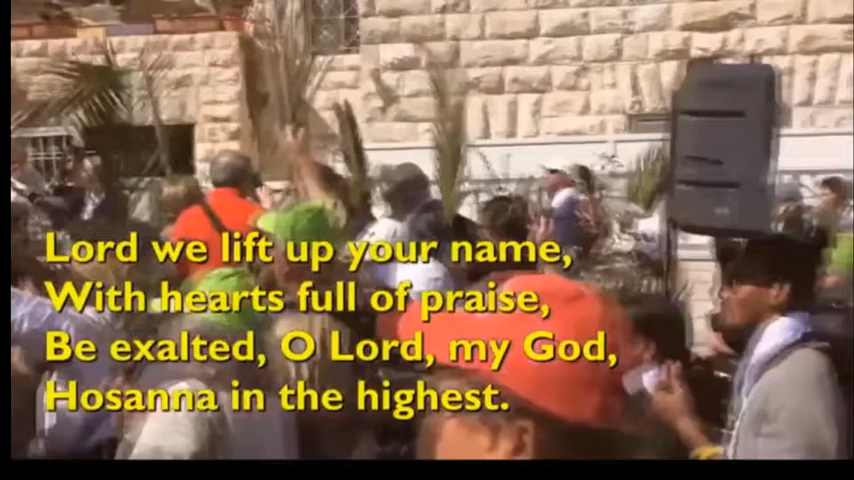 Lord we lift up your name,
With hearts full of praise,
Be exalted, O Lord, my God,
Hosanna in the highest.